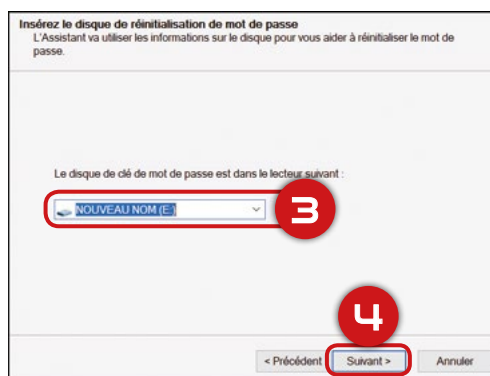 Insérez le disque de réinitialisation de mot de passe
L'Assistant va utiliser les informations sur le disque pour vous aider à réinitialiser le mot de
passe.
Le disque de clé de mot de passe est dans le lecteur suivant :
NOUVEAU NOM (E:)
3
4
< Précédent
Suivant >
Annuler